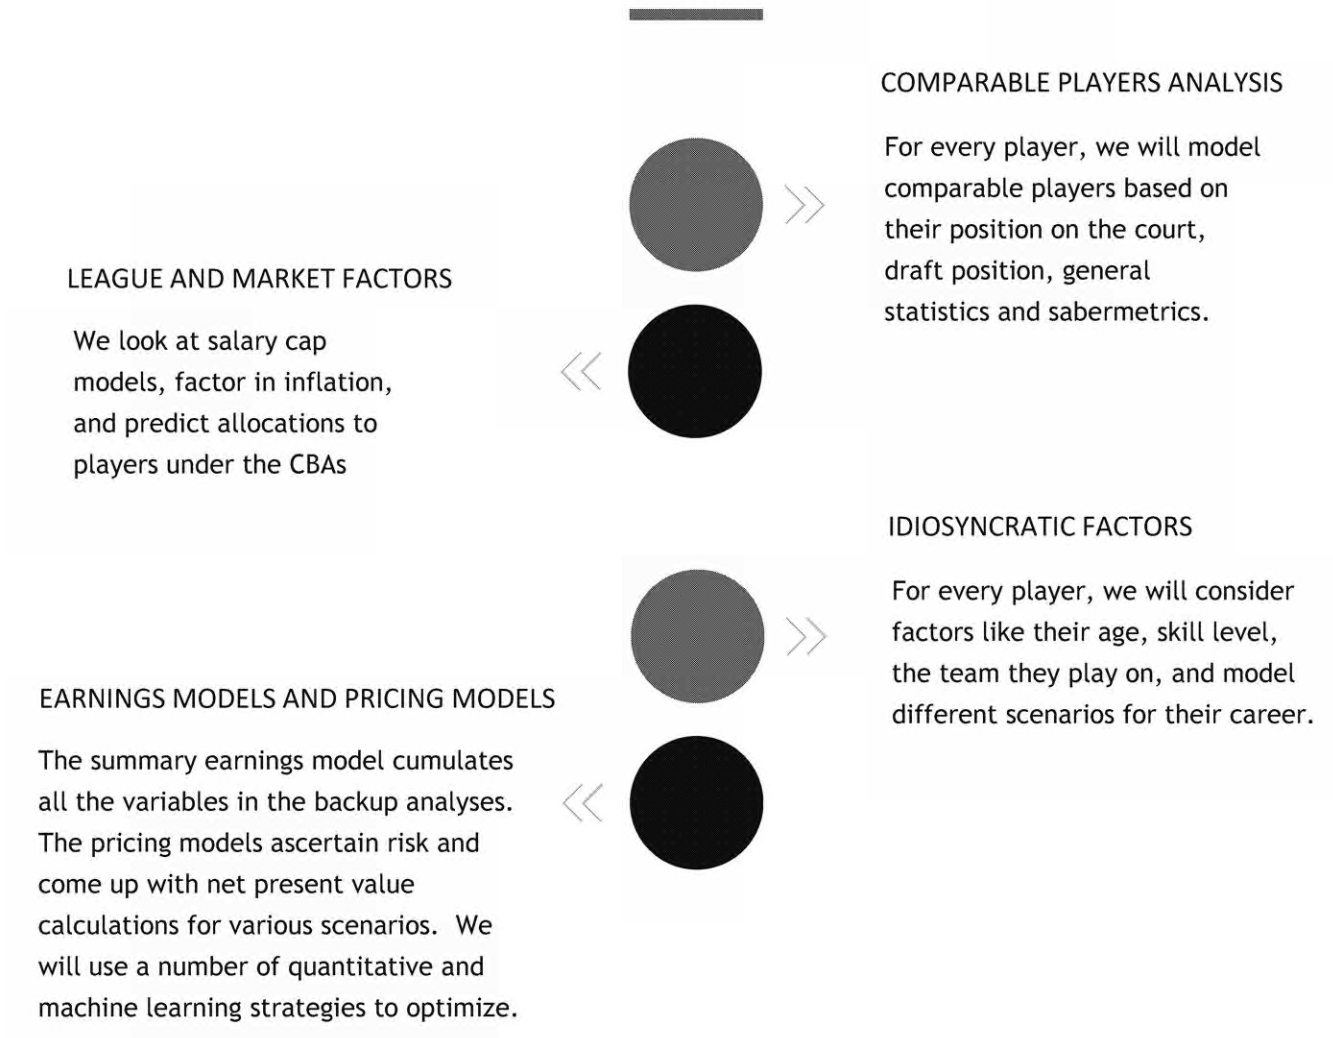 COMPARABLE PLAYERS ANALYSIS
For every player, we will model
comparable players based on
their position on the court,
draft position, general
statistics and sabermetrics.
LEAGUE AND MARKET FACTORS
We look at salary cap
models, factor in inflation,
and predict allocations to
players under the CBAs
IDIOSYNCRATIC FACTORS
For every player, we will consider
factors like their age, skill level,
the team they play on, and model
different scenarios for their career.
EARNINGS MODELS AND PRICING MODELS
The summary earnings model cumulates
all the variables in the backup analyses.
The pricing models ascertain risk and
come up with net present value
calculations for various scenarios.  We
will use a number of quantitative and
machine learning strategies to optimize.